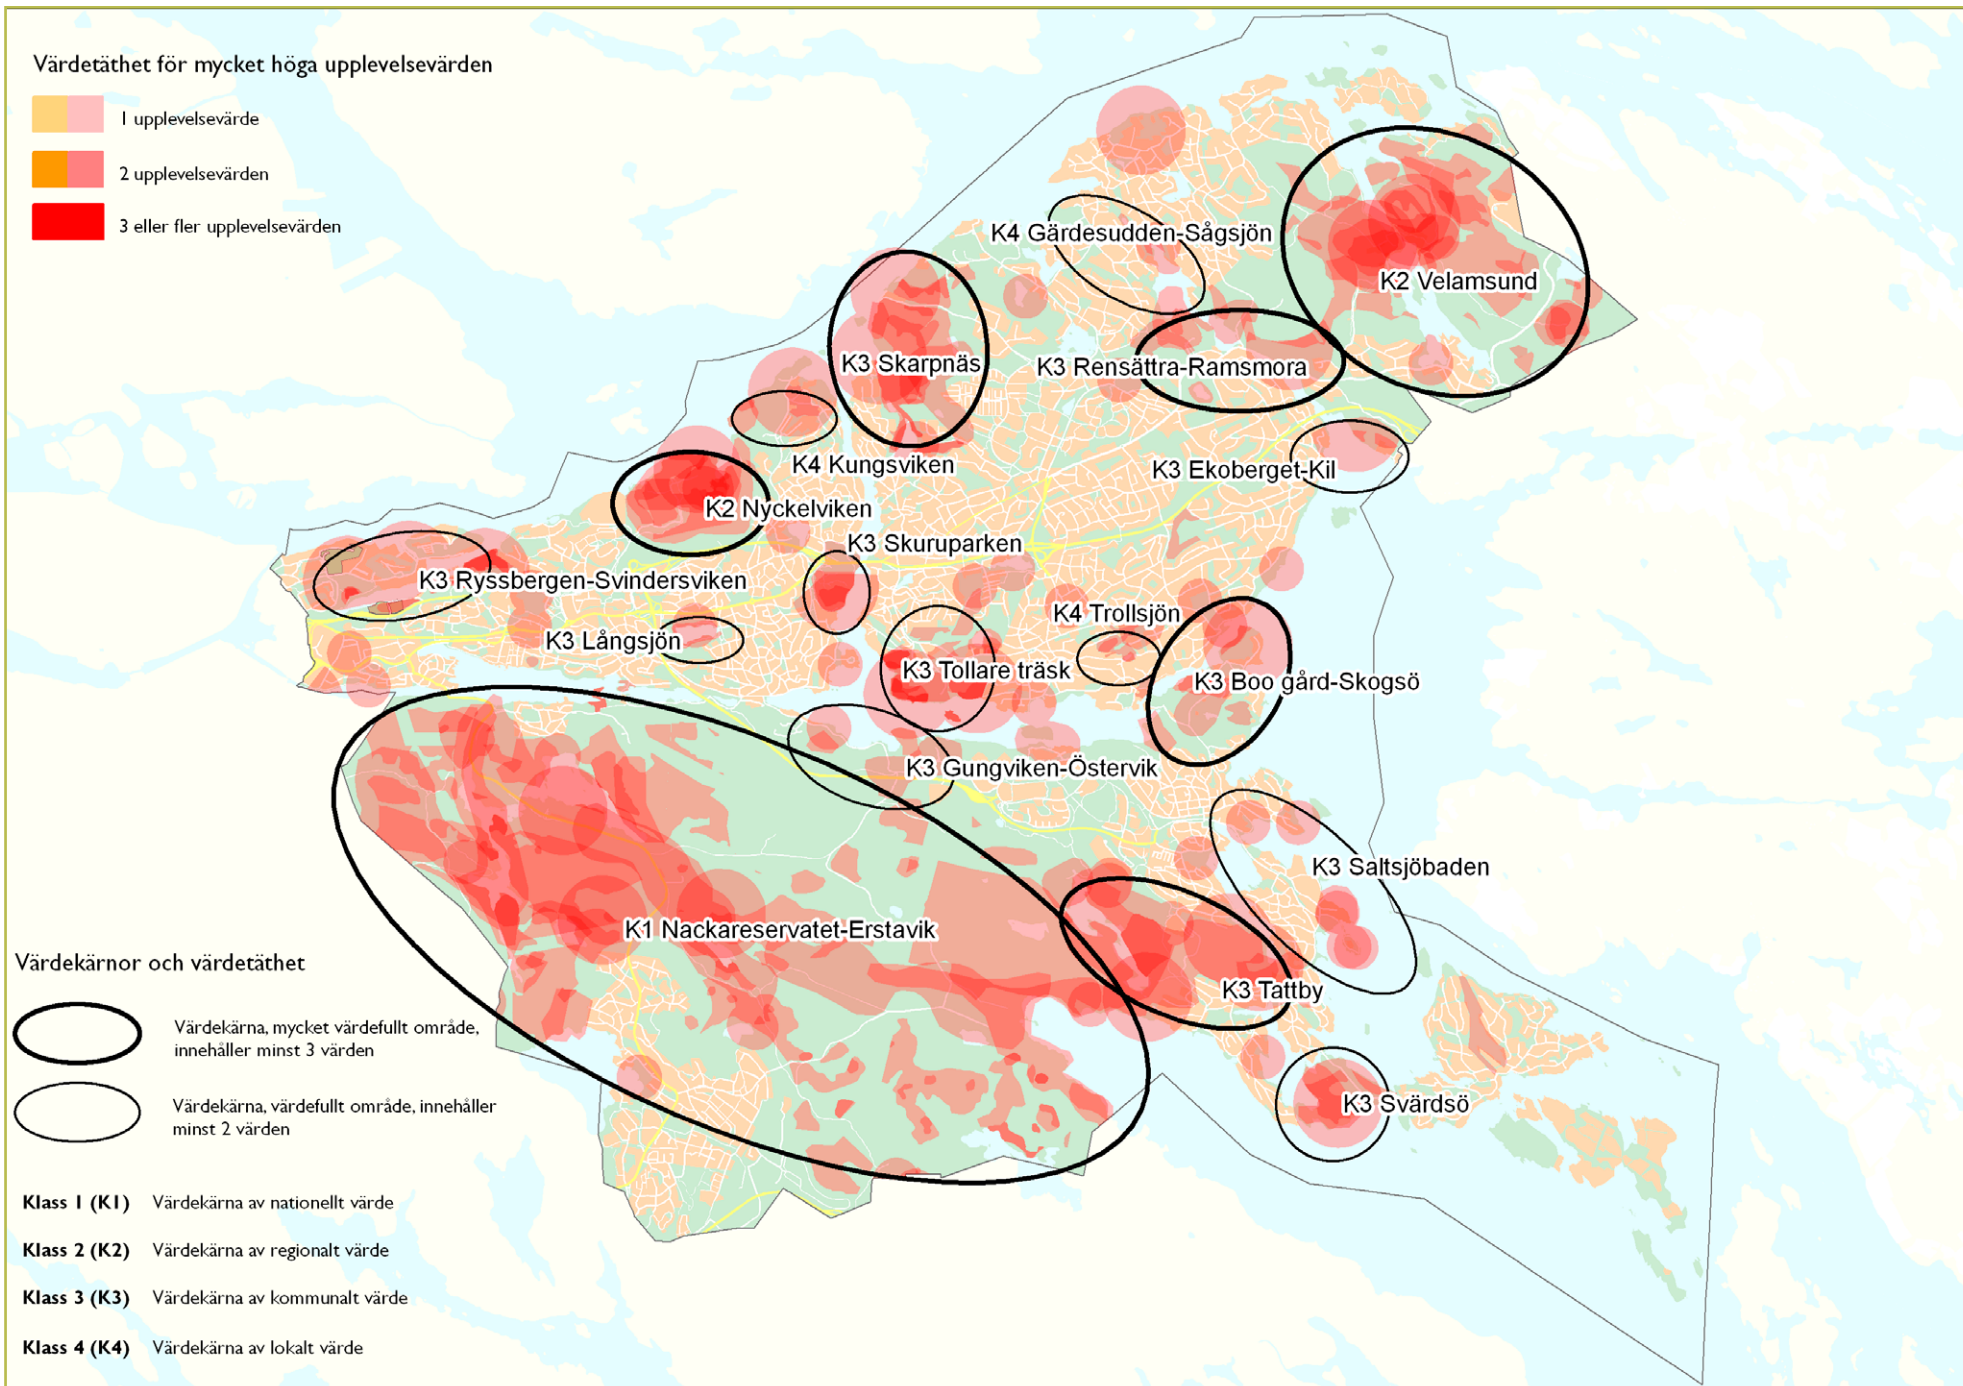 Värdetäthet för mycket höga upplevelsevärden
1 upplevelsevärde
2 upplevelsevärden
3 eller fler upplevelsevärden
K4 Gärdesudden-Sågsjön
K2 Velamsund
K3 Skarpnäs
K3 Rensättra-Ramsmora
K4 Kungsviken
K3 Ekoberget-Kil
K2 Nyckelviken
K3 Skuruparken
K3 Ryssbergen-Svindersviken
K4 Trollsjön
K3 Långsjön
K3 Tollare träsk
K3 Boo gård-Skogsö
K3 Gungviken-Östervik
K3 Saltsjöbaden
K1 Nackareservatet-Erstavik
K3 Tattby
K3 Svärdsö
Värdekärnor och värdetäthet
Värdekärna, mycket värdefullt område,
innehåller minst 3 värden
Värdekärna, värdefullt område, innehåller
minst 2 värden
Klass 1 (K1) Värdekärna av nationellt värde
Klass 2 (K2) Värdekärna av regionalt värde
Klass 3 (K3) Värdekärna av kommunalt värde
Klass 4 (K4) Värdekärna av lokalt värde